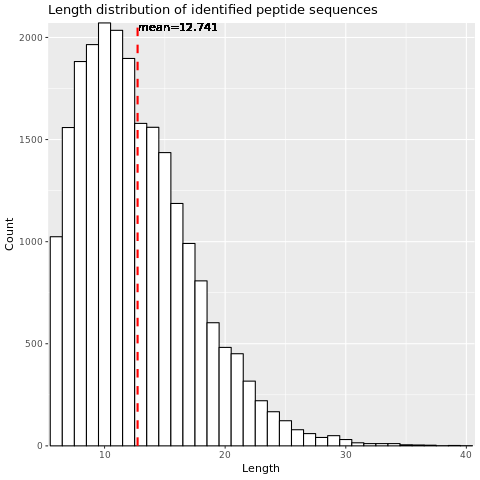 Length distribution of identified peptide sequences
mean=12.741
2000
1500
1000
500
0
Count
10
20
30
40
Length